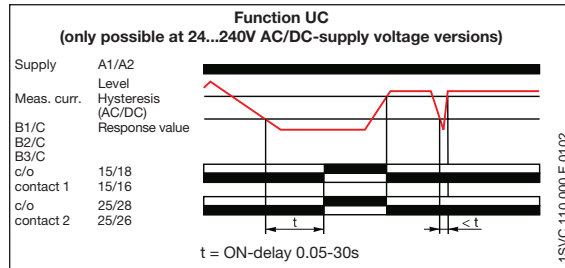 Function UC
(only possible at 24...240V AC/DC-supply voltage versions)
Supply A1/A2
Level
Meas. curr. Hysteresis
(AC/DC)
B1/C Response value
B2/C
B3/C
c/o 15/18
contact 1 15/16
c/o 25/28
contact 2 25/26
t < t
t = ON-delay 0.05-30s
1SVC 110 000 F 0102